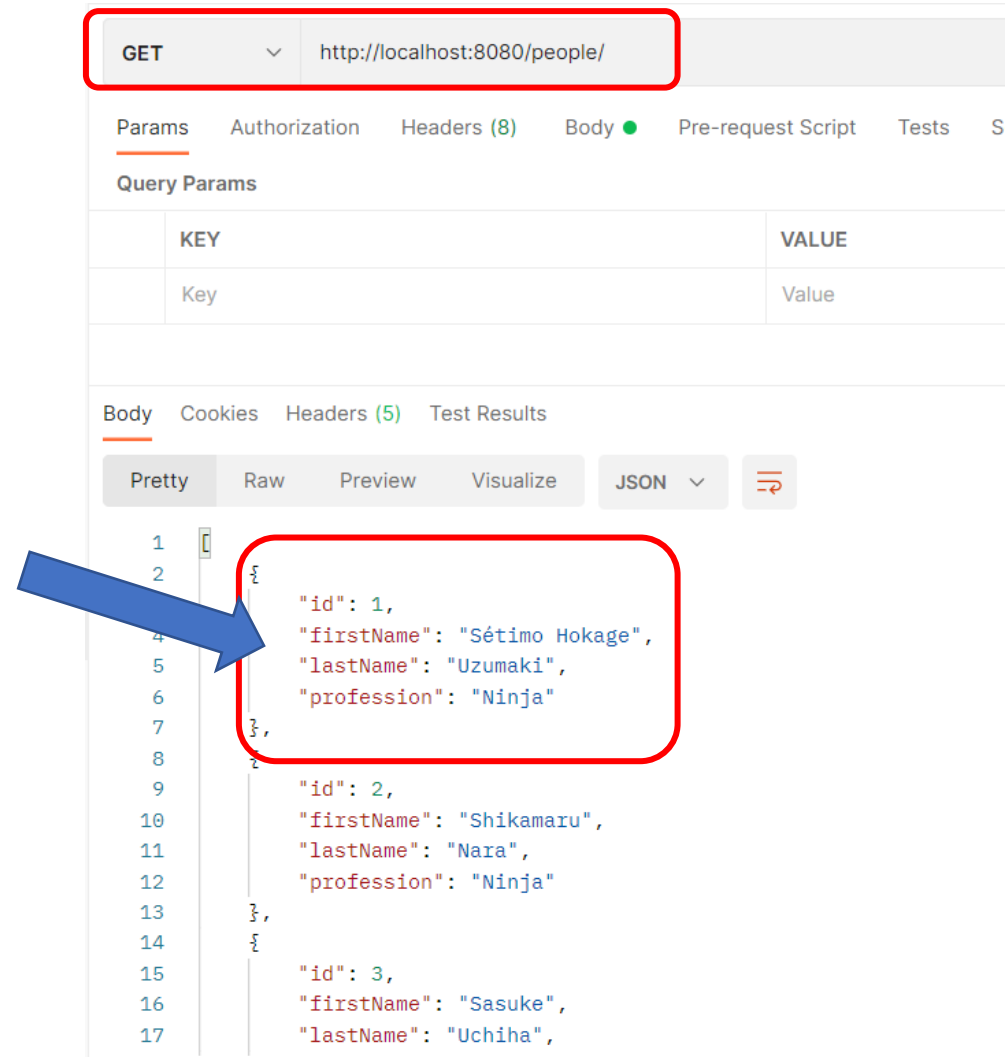 GET http://localhost:8080/people/
Params Authorization Headers (8) Body Pre-request Script Tests S
Query Params
KEY VALUE
Key Value
Body Cookies Headers (5) Test Results
Pretty Raw Preview Visualize JSON
1 [
2 {
"id": 1,
4 "firstName": "Sétimo Hokage",
5 "lastName": "Uzumaki",
6 "profession": "Ninja"
7 },
8 {
9 "id": 2,
10 "firstName": "Shikamaru",
11 "lastName": "Nara",
12 "profession": "Ninja"
13 },
14 {
15 "id": 3,
16 "firstName": "Sasuke",
17 "lastName": "Uchiha",